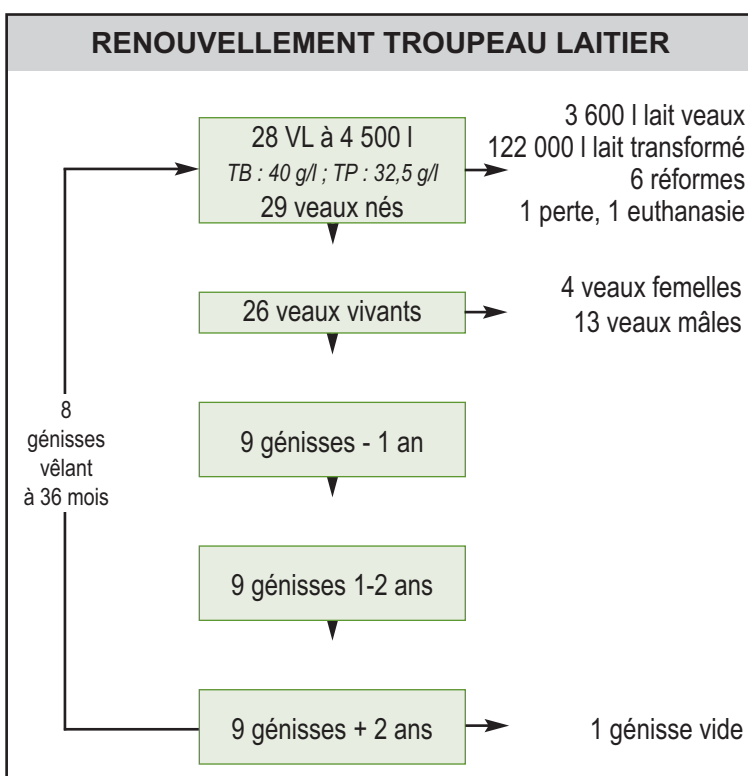 RENOUVELLEMENT TROUPEAU LAITIER
28 VL à 4 500 l
TB : 40 g/l ; TP : 32,5 g/l
29 veaux nés
3 600 l lait veaux
122 000 l lait transformé
6 réformes
1 perte, 1 euthanasie
26 veaux vivants
4 veaux femelles
13 veaux mâles
8
génisses
vêlant
à 36 mois
9 génisses - 1 an
9 génisses 1-2 ans
9 génisses + 2 ans
1 génisse vide